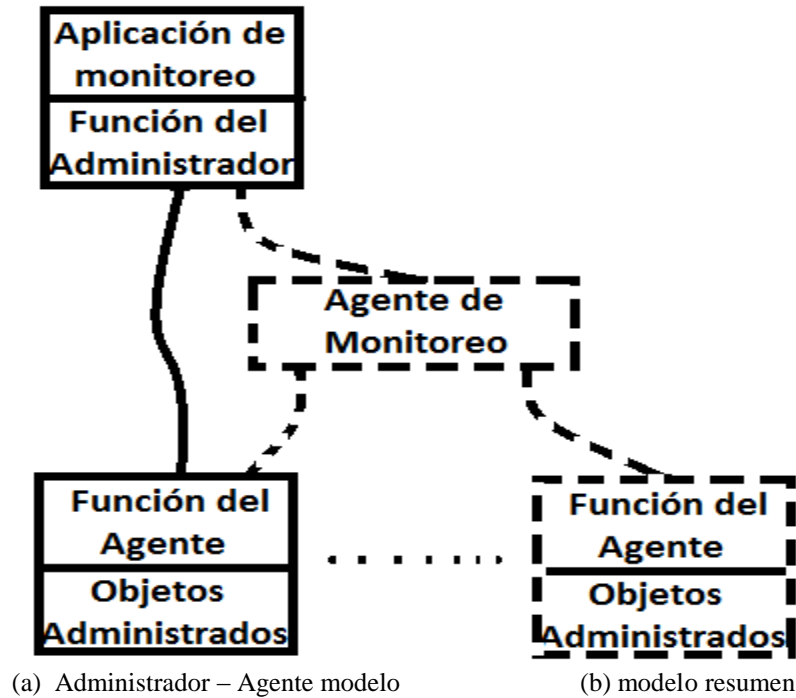 Aplicación de
monitoreo
Función del
Administrador
Agente de
Monitoreo
Función del
Agente
Objetos
Administrados
Función del
Agente
Objetos
Administrados
(a) Administrador – Agente modelo
(b) modelo resumen